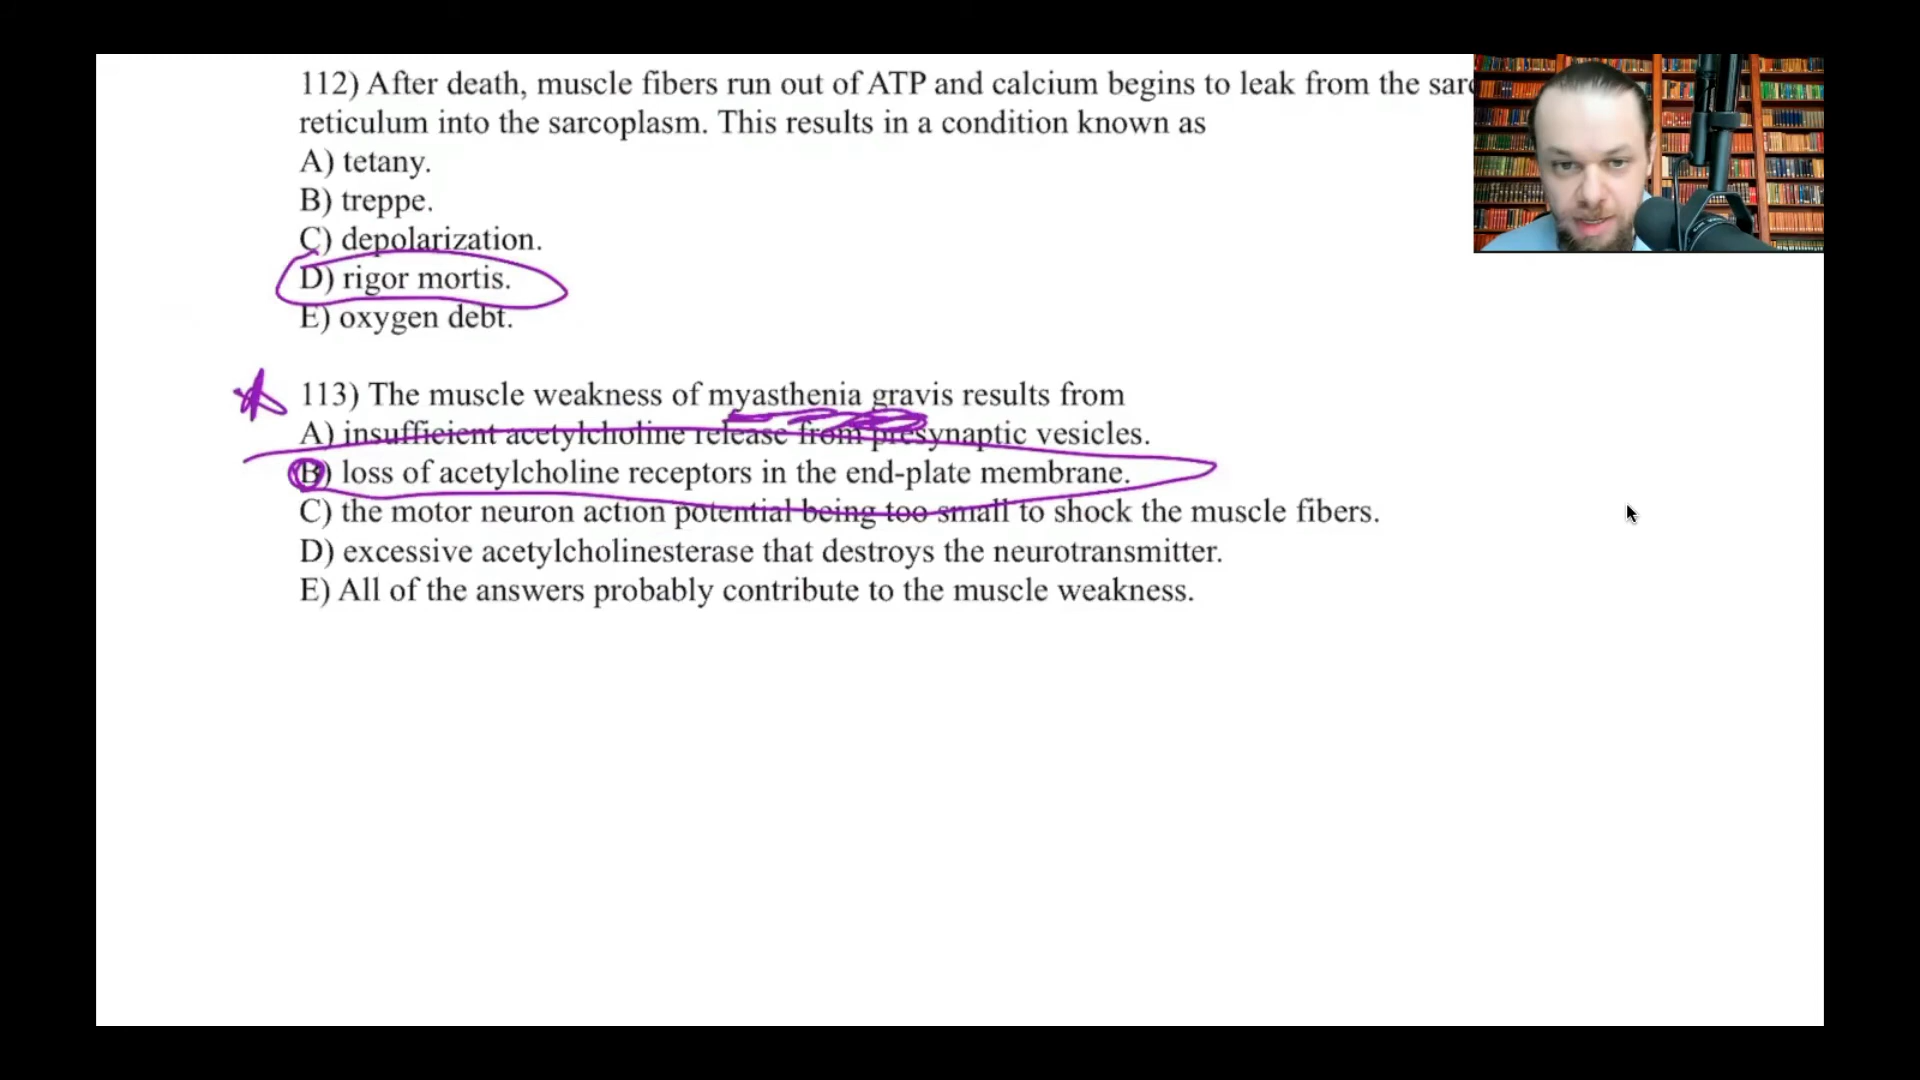 112) After death, muscle fibers run out of ATP and calcium begins to leak from the
reticulum into the sarcoplasm. This results in a condition known as
A) tetany.
B) treppe.
C) depolarization.
D) rigor mortis.
E) oxygen debt.
113) The muscle weakness of myasthenia gravis results from
A) insufficient acetylcholine release from presynaptic vesicles.
B) loss of acetylcholine receptors in the end-plate membrane.
C) the motor neuron action potential being too small to shock the muscle fibers.
D) excessive acetylcholinesterase that destroys the neurotransmitter.
E) All of the answers probably contribute to the muscle weakness.